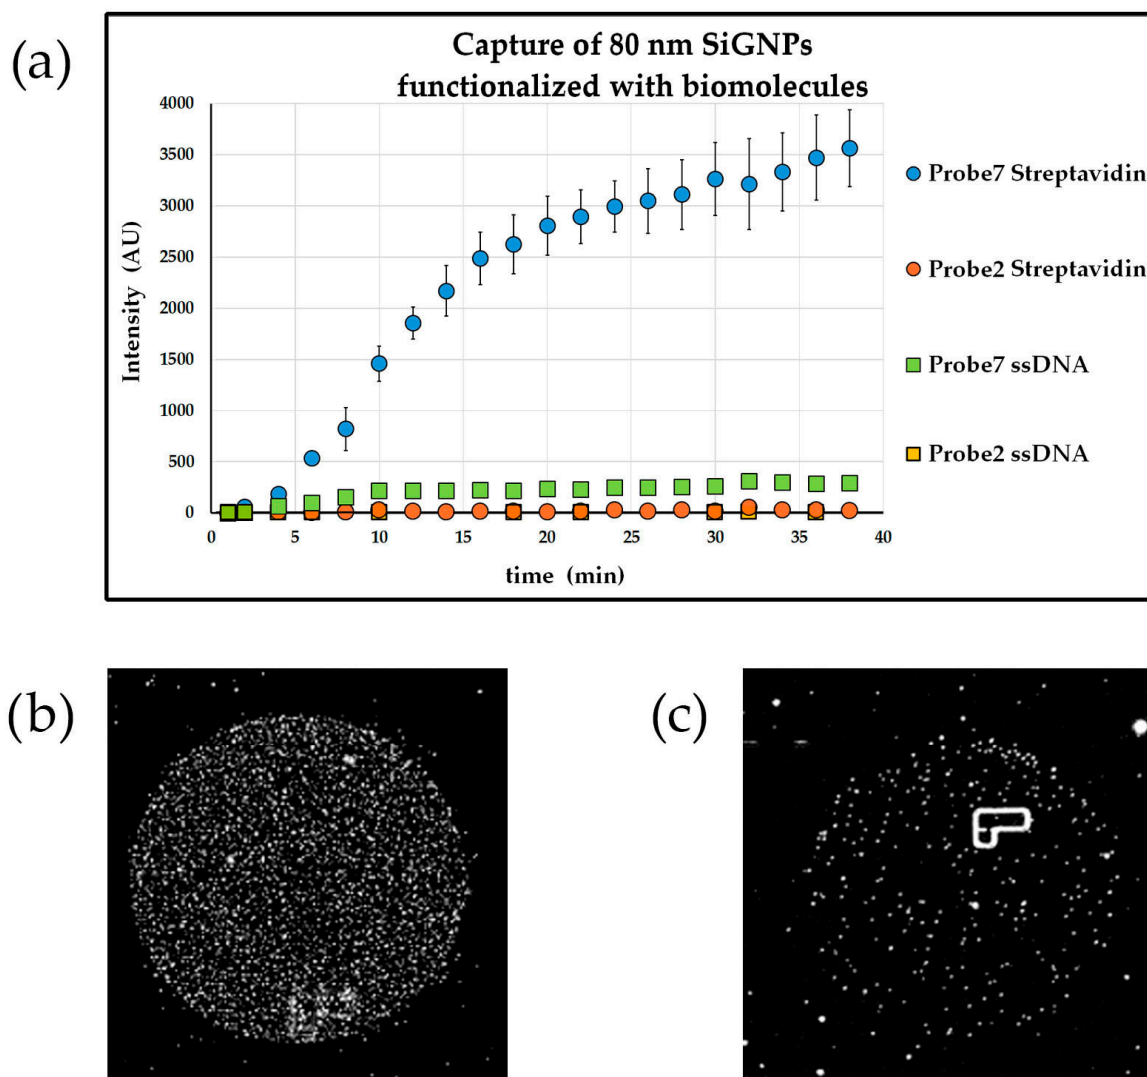 (a)
Capture of 80 nm SiGNPs
functionalized with biomolecules
4000
3500
3000
2500
2000
1500
1000
500
0
Intensity (AU)
0 5 10 15 20 25 30 35 40
time (min)
Probe7 Streptavidin
Probe2 Streptavidin
Probe7 ssDNA
Probe2 ssDNA
(b)
(c)